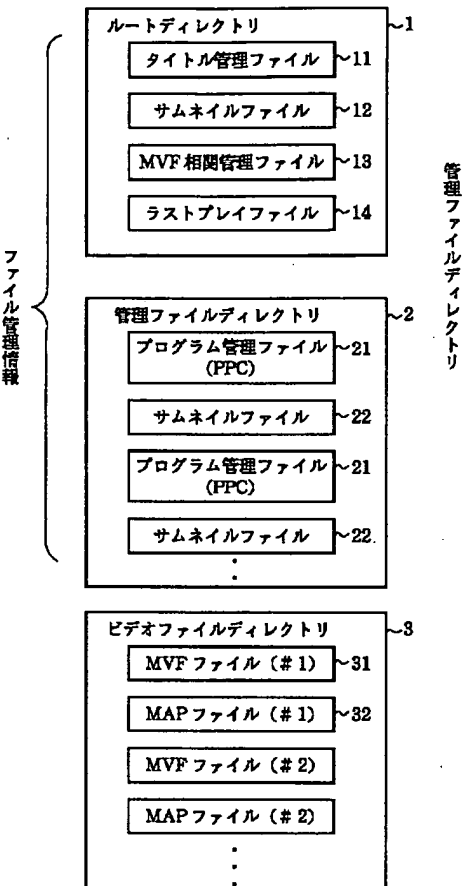 ルートディレクトリ ~1
タイトル管理ファイル ~11
サムネイルファイル ~12
MVF相関管理ファイル ~13
ラストプレイファイル ~14
管理ファイルディレクトリ ~2
プログラム管理ファイル ~21
(PPC)
サムネイルファイル ~22
プログラム管理ファイル ~21
(PPC)
サムネイルファイル ~22
ビデオファイルディレクトリ ~3
MVFファイル(#1) ~31
MAPファイル(#1) ~32
MVFファイル(#2)
MAPファイル(#2)
ファイル管理情報
管理ファイルディレクトリ